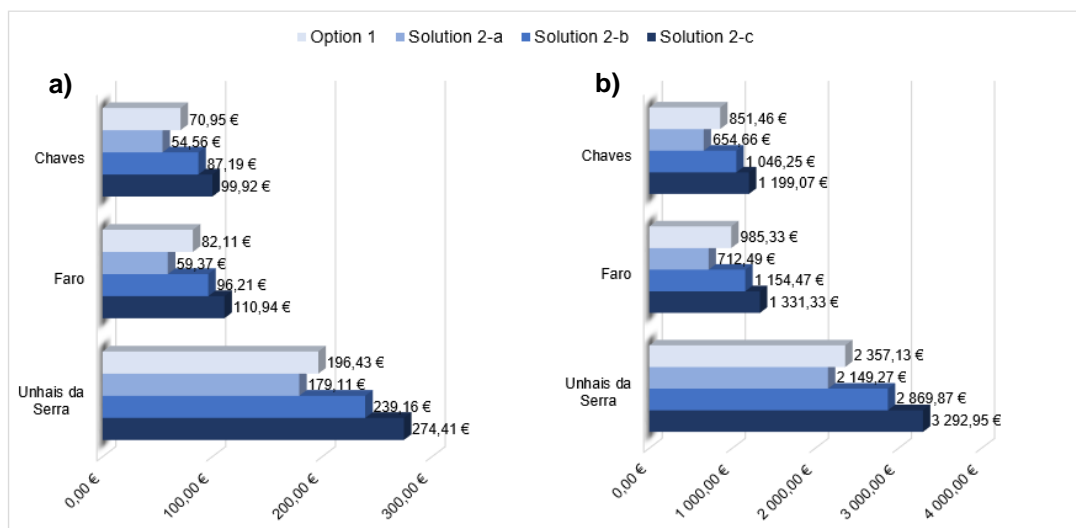 Option 1 Solution 2-a Solution 2-b Solution 2-c
a)
Chaves
70,95 €
54,56 €
87,19 €
99,92 €
Faro
82,11 €
59,37 €
96,21 €
110,94 €
Unhais da
Serra
196,43 €
179,11 €
239,16 €
274,41 €
0,00 € 100,00 € 200,00 € 300,00 €
b)
Chaves
851,46 €
654,66 €
1 046,25 €
1 199,07 €
Faro
985,33 €
712,49 €
1 154,47 €
1 331,33 €
Unhais da
Serra
2 357,13 €
2 149,27 €
2 869,87 €
3 292,95 €
0,00 € 1 000,00 € 2 000,00 € 3 000,00 € 4 000,00 €